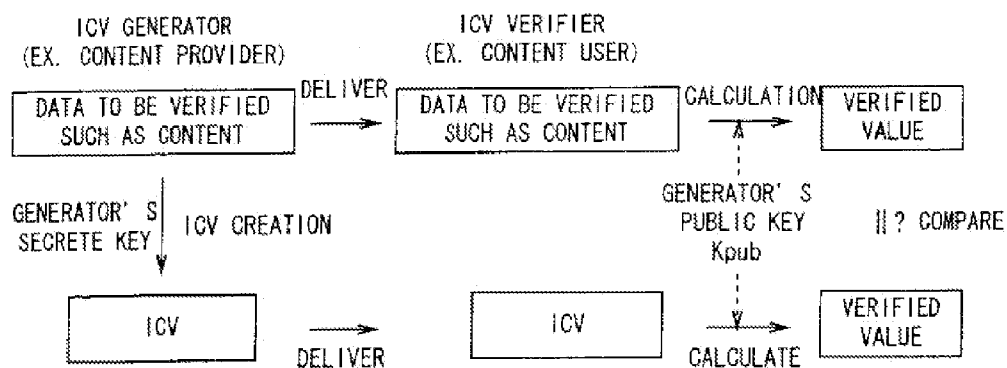 ICV GENERATOR
(EX. CONTENT PROVIDER)
ICV VERIFIER
(EX. CONTENT USER)
DATA TO BE VERIFIED
SUCH AS CONTENT
DELIVER
DATA TO BE VERIFIED
SUCH AS CONTENT
CALCULATION
VERIFIED
VALUE
GENERATOR' S
SECRETE KEY
ICV CREATION
GENERATOR' S
PUBLIC KEY
Kpub
||? COMPARE
ICV
DELIVER
ICV
CALCULATE
VERIFIED
VALUE